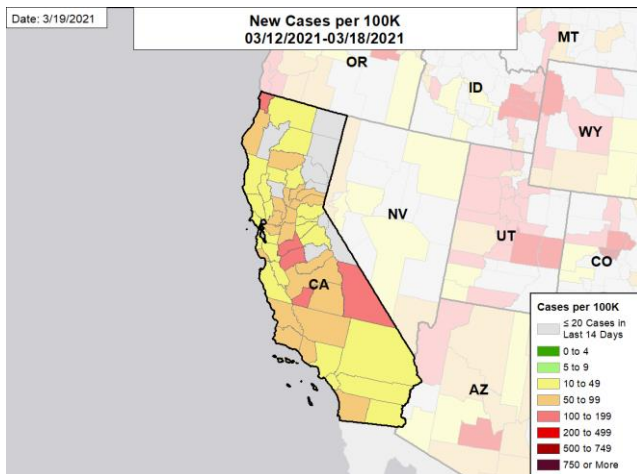 Date: 3/19/2021
New Cases per 100K
03/12/2021-03/18/2021
MT
OR
ID
WY
NV
UT
CO
CA
AZ
Cases per 100K
≤ 20 Cases in
Last 14 Days
0 to 4
5 to 9
10 to 49
50 to 99
100 to 199
200 to 499
500 to 749
750 or More